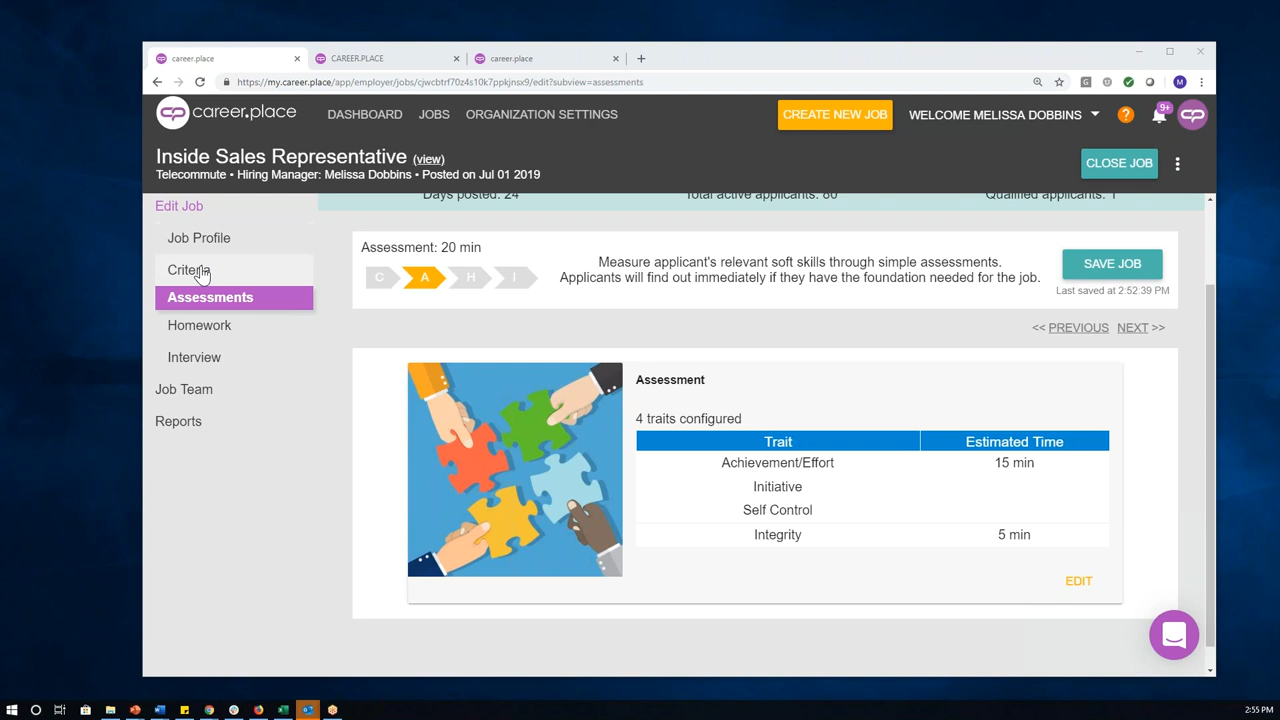 career.place
CAREER.PLACE
career.place
https://my.career.place/app/employer/jobs/cjwcbtrf70z4s10k7ppkjnsx9/edit?subview=assessments
M
cp career.place
DASHBOARD JOBS ORGANIZATION SETTINGS
CREATE NEW JOB
WELCOME MELISSA DOBBINS
?
9+
cp
Inside Sales Representative (view)
Telecommute • Hiring Manager: Melissa Dobbins • Posted on Jul 01 2019
CLOSE JOB
Edit Job
Job Profile
Criteria
Assessments
Homework
Interview
Job Team
Reports
Days posted: 24 Total active applicants: 60 Qualified applicants: 1
Assessment: 20 min
C A H I
Measure applicant's relevant soft skills through simple assessments.
Applicants will find out immediately if they have the foundation needed for the job.
SAVE JOB
Last saved at 2:52:39 PM
<< PREVIOUS NEXT >>
Assessment
4 traits configured
Trait Estimated Time
Achievement/Effort 15 min
Initiative
Self Control
Integrity 5 min
EDIT
2:55 PM